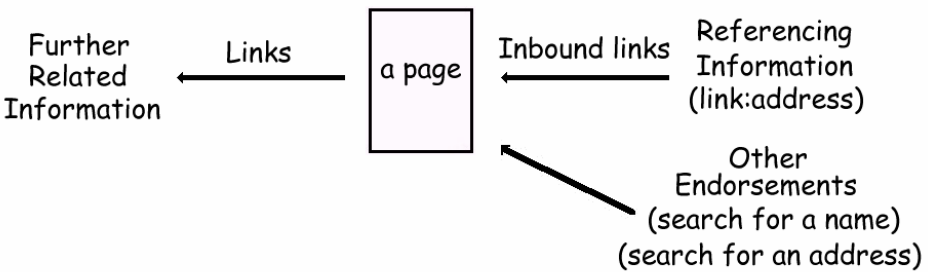 Further
Related
Information
Links
a page
Inbound links
Referencing
Information
(link:address)
Other
Endorsements
(search for a name)
(search for an address)